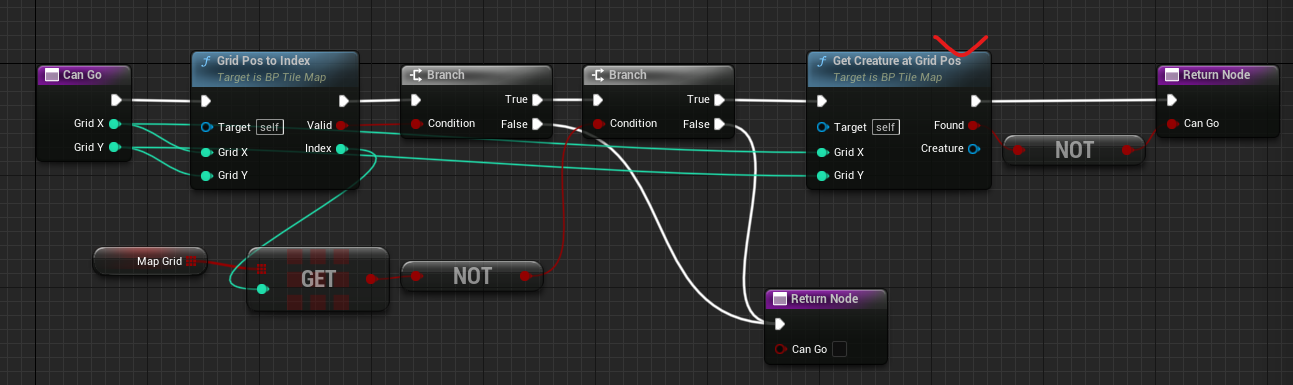 Can Go
Grid X
Grid Y
Grid Pos to Index
Target is BP Tile Map
Target self
Grid X
Grid Y
Valid
Index
Branch
Condition
True
False
Branch
Condition
True
False
Get Creature at Grid Pos
Target is BP Tile Map
Target self
Grid X
Grid Y
Found
Creature
NOT
Return Node
Can Go
Map Grid
GET
NOT
Return Node
Can Go